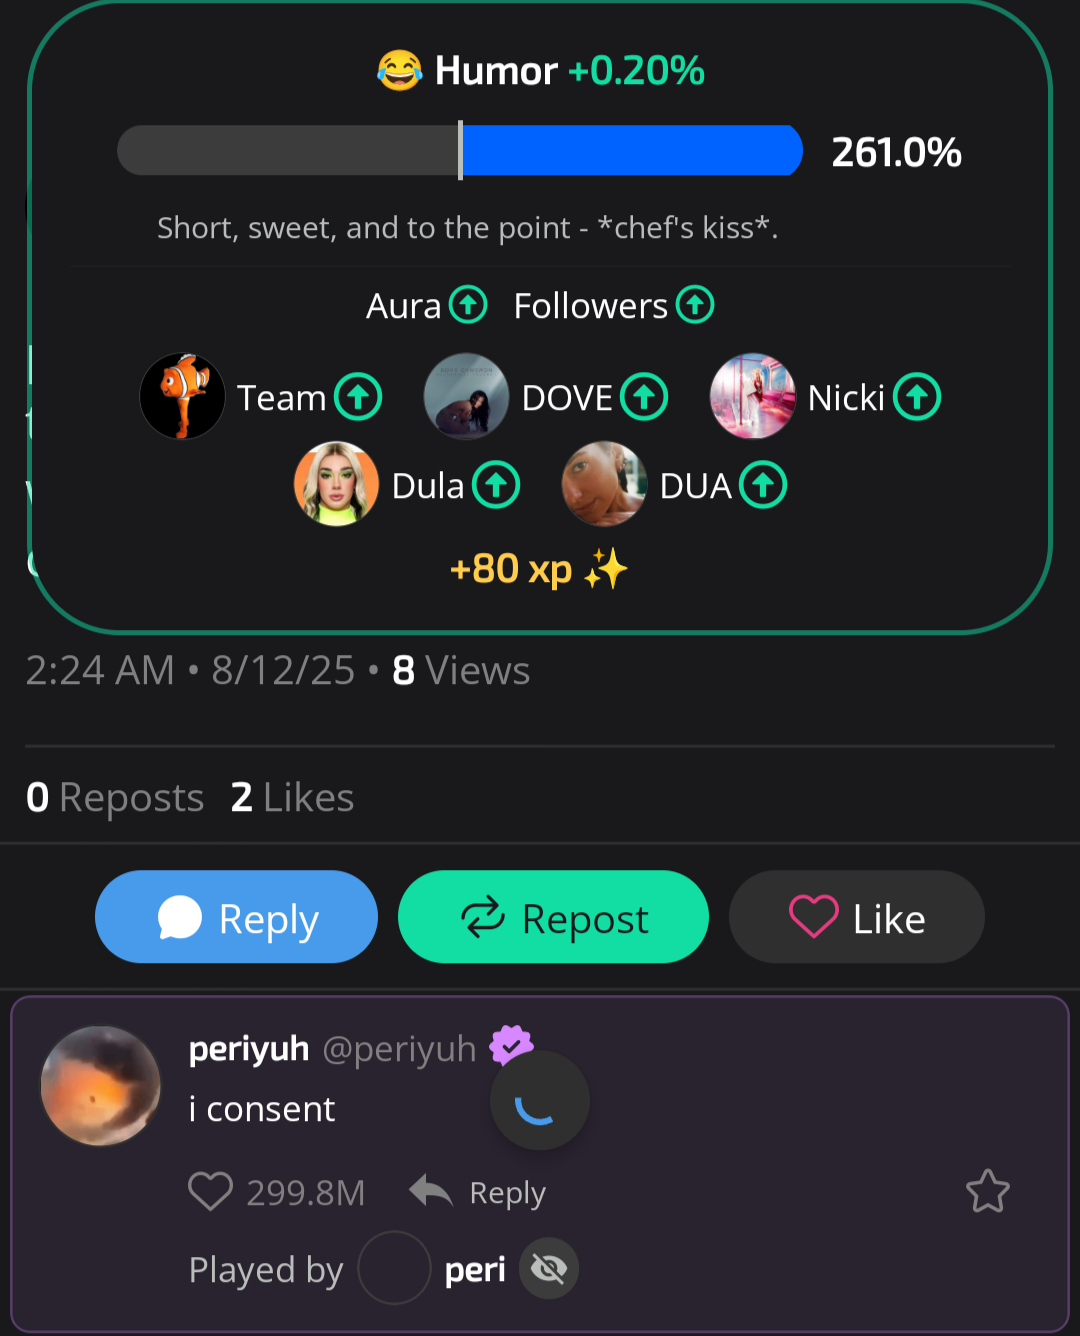 😂 Humor +0.20%
261.0%
Short, sweet, and to the point - *chef's kiss*.
Aura Followers
Team DOVE Nicki
Dula DUA
+80 xp ✨
2:24 AM • 8/12/25 • 8 Views
0 Reposts 2 Likes
Reply Repost Like
periyuh @periyuh
i consent
299.8M Reply
Played by peri